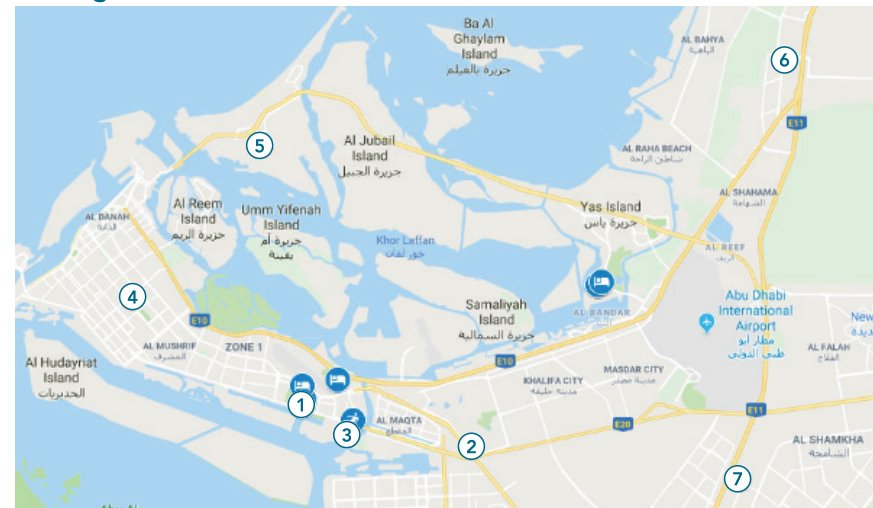 Ba Al
Ghaylam
Island
جزيرة بالغيلم
AL BAHYA
الباهية
6
E11
5
Al Jubail
Island
جزيرة الجبيل
AL RAHA BEACH
شاطئ الراحة
AL SHAHAMA
الشهامة
Yas Island
جزيرة ياس
Al Reem
Island
جزيرة الريم
Umm Yifenah
Island
جزيرة أم
يفينة
AL DANAH
الدانة
Khor Laffan
خور لفان
AL REEF
الريف
4
E10
Samaliyah
Island
جزيرة السمالية
AL BANDAR
Abu Dhabi
International
Airport
مطار أبو
ظبي الدولي
New
جديدة
AL MUSHRIF
المشرف
ZONE 1
E10
AL FALAH
الفلاح
Al Hudayriat
Island
الحديريات
MASDAR CITY
مدينة مصدر
KHALIFA CITY
مدينة خليفة
1
E11
AL MAQTA
المقطع
E20
3
2
AL SHAMKHA
الشامخة
7